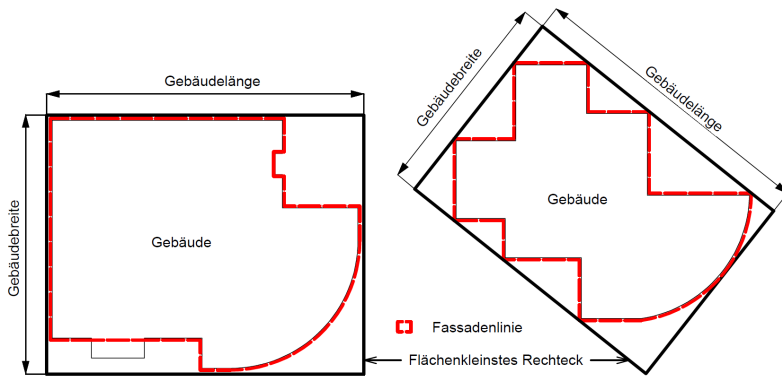 Gebäudelänge
Gebäudebreite
Gebäude
Gebäudebreite
Gebäudelänge
Gebäude
Fassadenlinie
Flächenkleinstes Rechteck